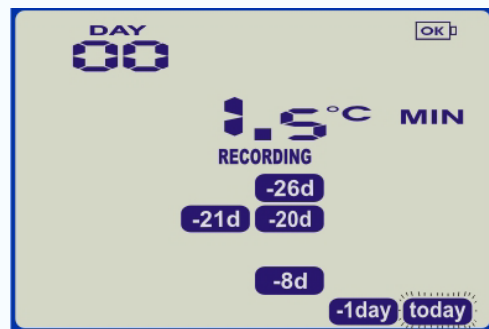 DAY
OK
00
1.5°C MIN
RECORDING
-26d
-21d -20d
-8d
-1day today